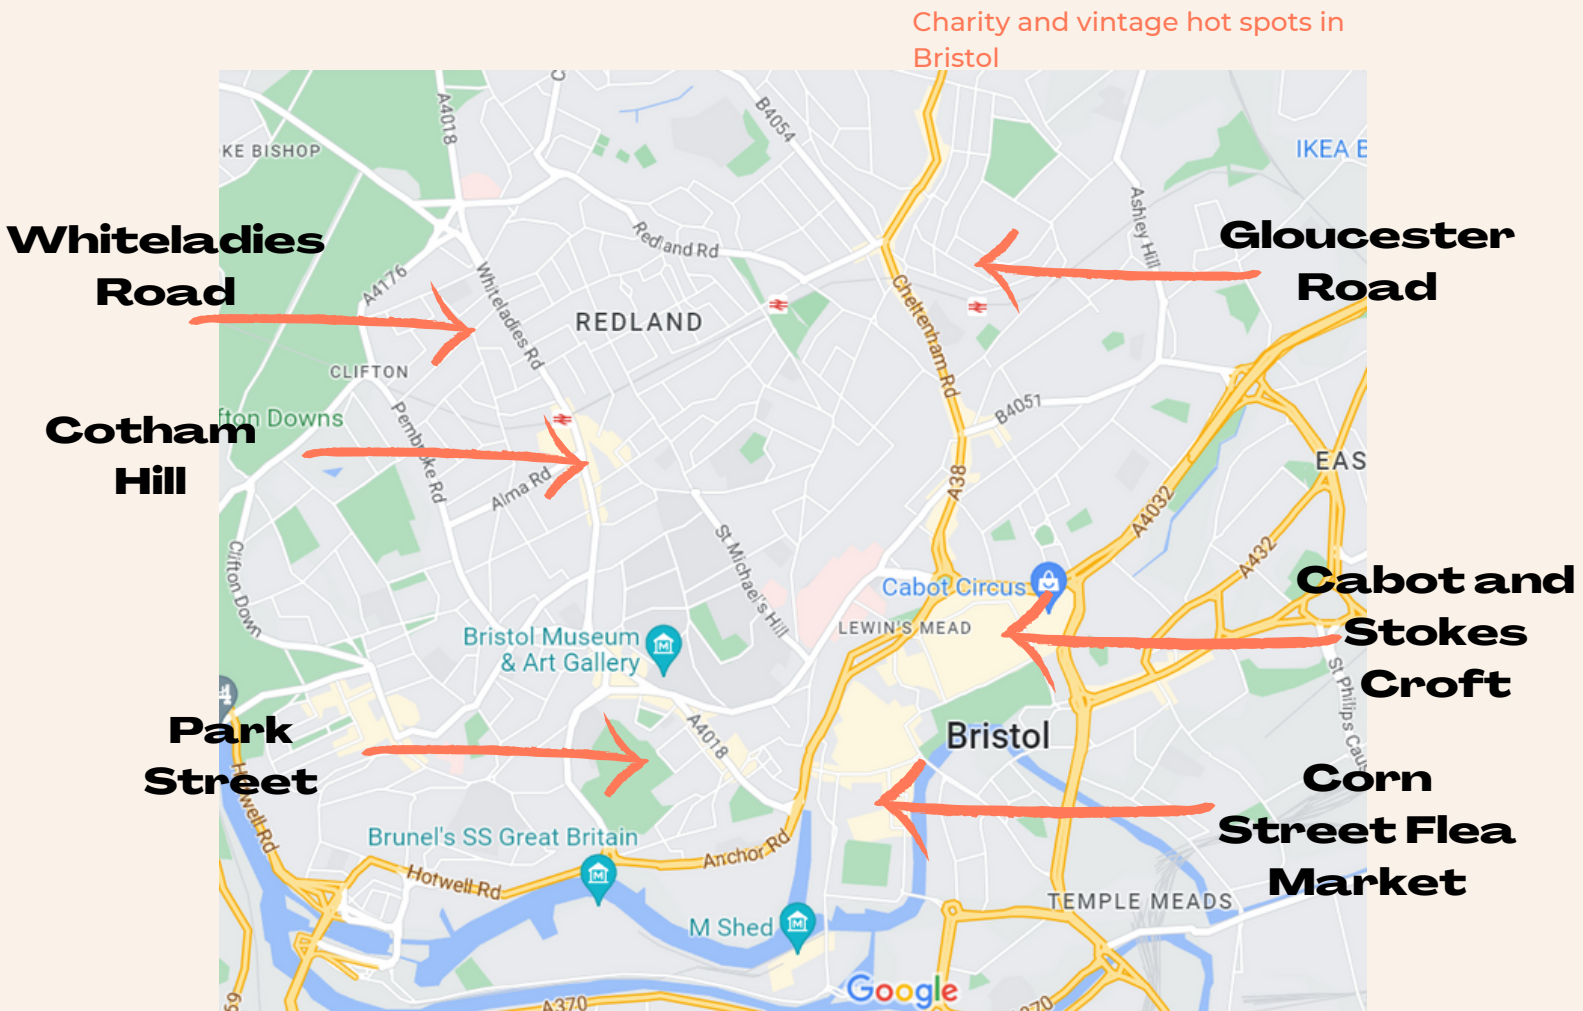 Charity and vintage hot spots in
Bristol
A4018
B4054
KE BISHOP
IKEA B
Ashley Hill
Whiteladies
Road
Gloucester
Road
Redland Rd
A4176
Whiteladies Rd
REDLAND
Cheltenham Rd
CLIFTON
fton Downs
Pembroke Rd
B4051
Cotham
Hill
Alma Rd
A38
EAS
A4032
A432
St Michael's Hill
Clifton Down
Cabot Circus
Cabot and
Stokes
Croft
LEWIN'S MEAD
Bristol Museum
& Art Gallery
St Philips Caus
Park
Street
A4018
Bristol
Corn
Street Flea
Market
Hotwell Rd
Brunel's SS Great Britain
Anchor Rd
Hotwell Rd
TEMPLE MEADS
M Shed
Google
A370
370
59